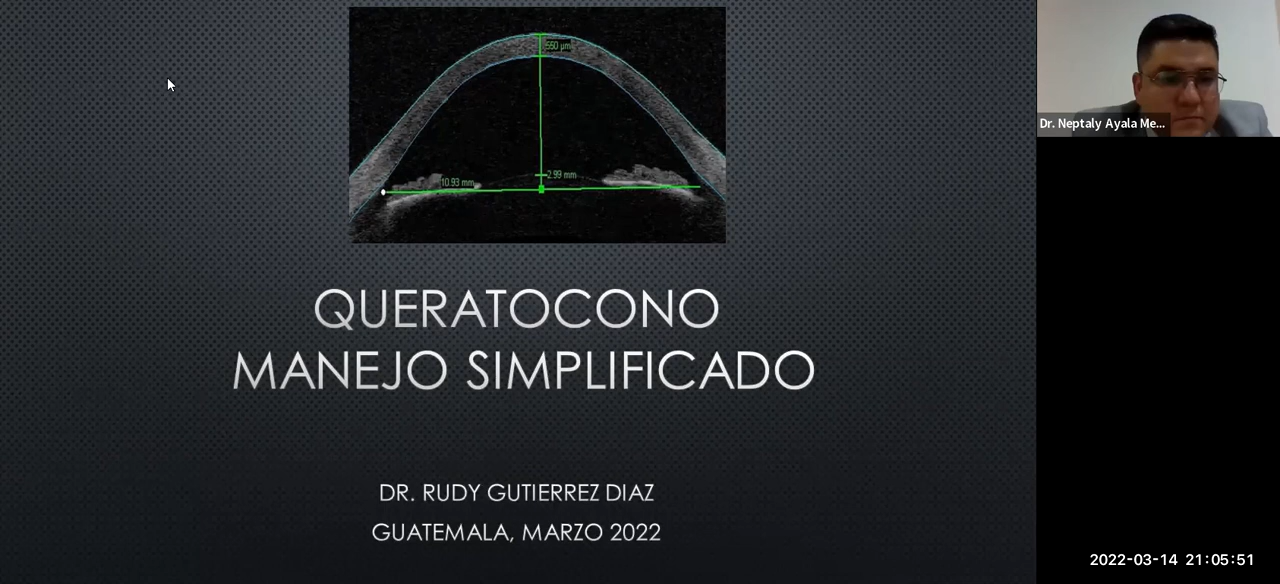 550 µm
10.93 mm
2.99 mm
QUERATOCONO
MANEJO SIMPLIFICADO
DR. RUDY GUTIERREZ DIAZ
GUATEMALA, MARZO 2022
Dr. Neptaly Ayala Me...
2022-03-14 21:05:51